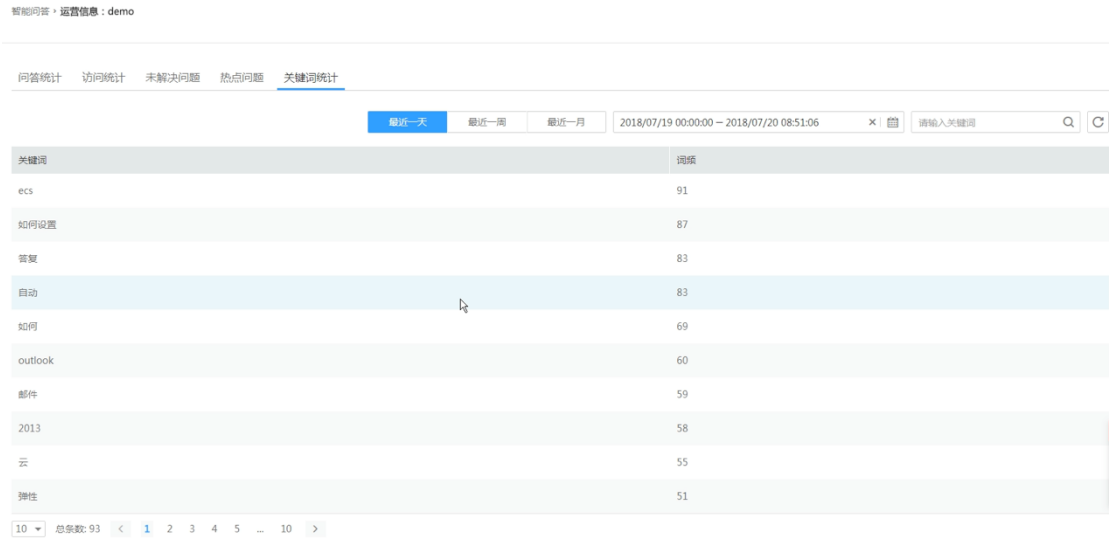 智能问答 > 运营信息：demo
问答统计 访问统计 未解决问题 热点问题 关键词统计
最近一天 最近一周 最近一月 2018/07/19 00:00:00 – 2018/07/20 08:51:06 请输入关键词
关键词 词频
ecs 91
如何设置 87
答复 83
自动 83
如何 69
outlook 60
邮件 59
2013 58
云 55
弹性 51
10 总条数: 93 < 1 2 3 4 5 ... 10 >